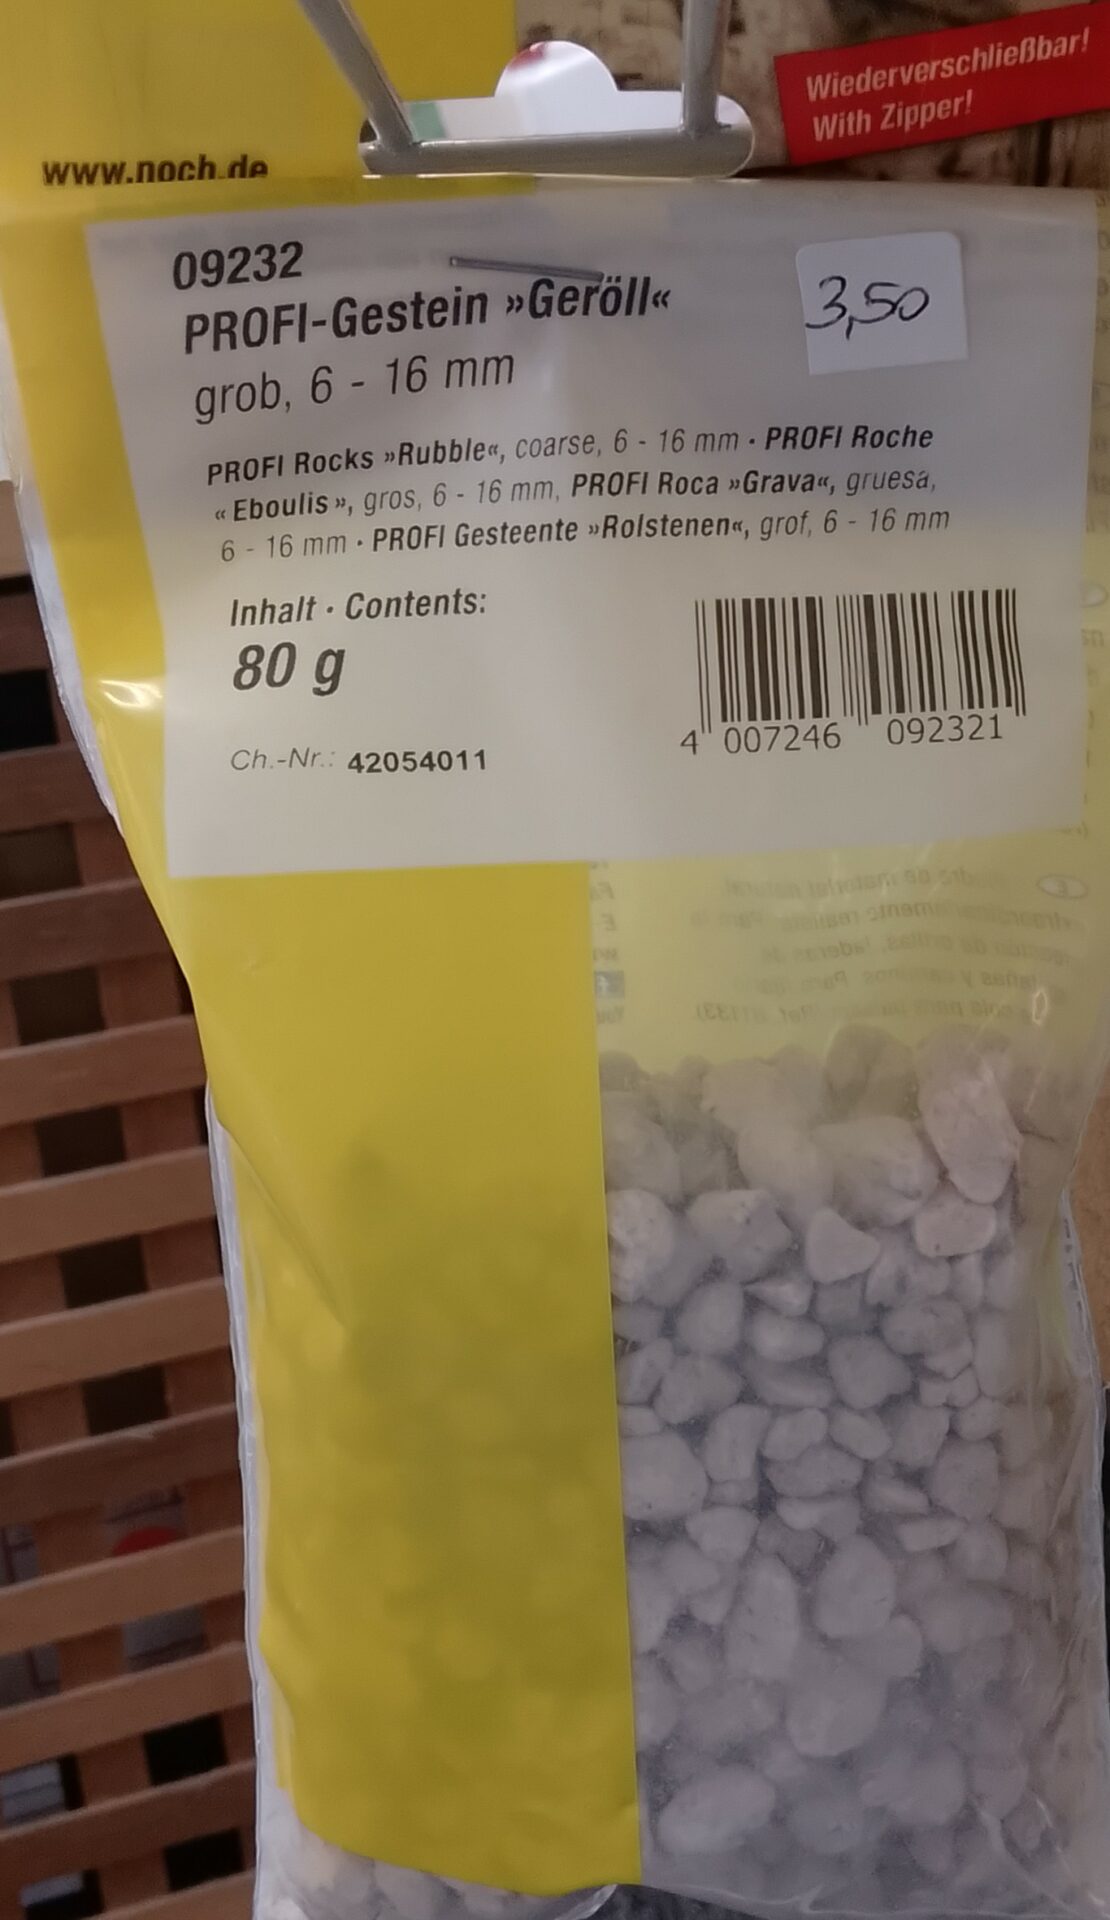 Wiederverschließbar!
With Zipper!
www.noch.de
09232
PROFI-Gestein »Geröll«
3,50
grob, 6 - 16 mm
PROFI Rocks »Rubble«, coarse, 6 - 16 mm · PROFI Roche
« Eboulis », gros, 6 - 16 mm, PROFI Roca »Grava«, gruesa,
6 - 16 mm · PROFI Gesteente »Rolstenen«, grof, 6 - 16 mm
Inhalt · Contents:
80 g
4 007246 092321
Ch.-Nr.: 42054011